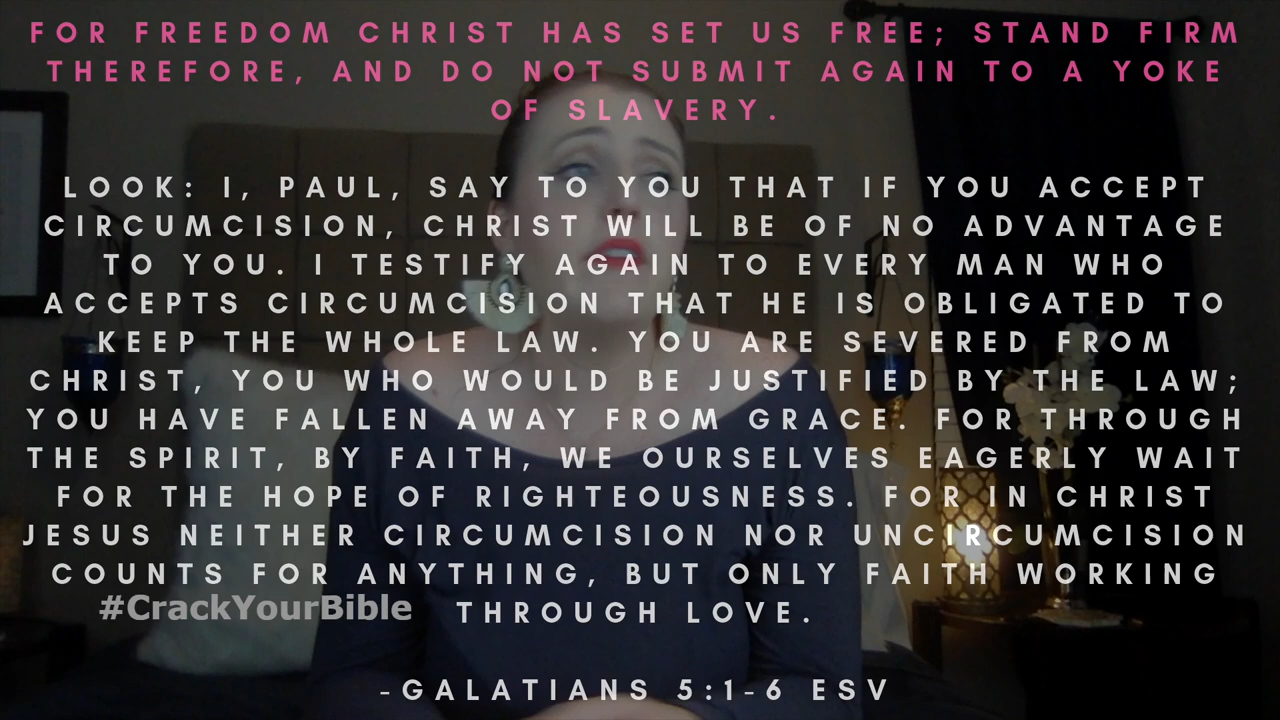 FOR FREEDOM CHRIST HAS SET US FREE; STAND FIRM
THEREFORE, AND DO NOT SUBMIT AGAIN TO A YOKE
OF SLAVERY.
LOOK: I, PAUL, SAY TO YOU THAT IF YOU ACCEPT
CIRCUMCISION, CHRIST WILL BE OF NO ADVANTAGE
TO YOU. I TESTIFY AGAIN TO EVERY MAN WHO
ACCEPTS CIRCUMCISION THAT HE IS OBLIGATED TO
KEEP THE WHOLE LAW. YOU ARE SEVERED FROM
CHRIST, YOU WHO WOULD BE JUSTIFIED BY THE LAW;
YOU HAVE FALLEN AWAY FROM GRACE. FOR THROUGH
THE SPIRIT, BY FAITH, WE OURSELVES EAGERLY WAIT
FOR THE HOPE OF RIGHTEOUSNESS. FOR IN CHRIST
JESUS NEITHER CIRCUMCISION NOR UNCIRCUMCISION
COUNTS FOR ANYTHING, BUT ONLY FAITH WORKING
THROUGH LOVE.
#CrackYourBible
-GALATIANS 5:1-6 ESV